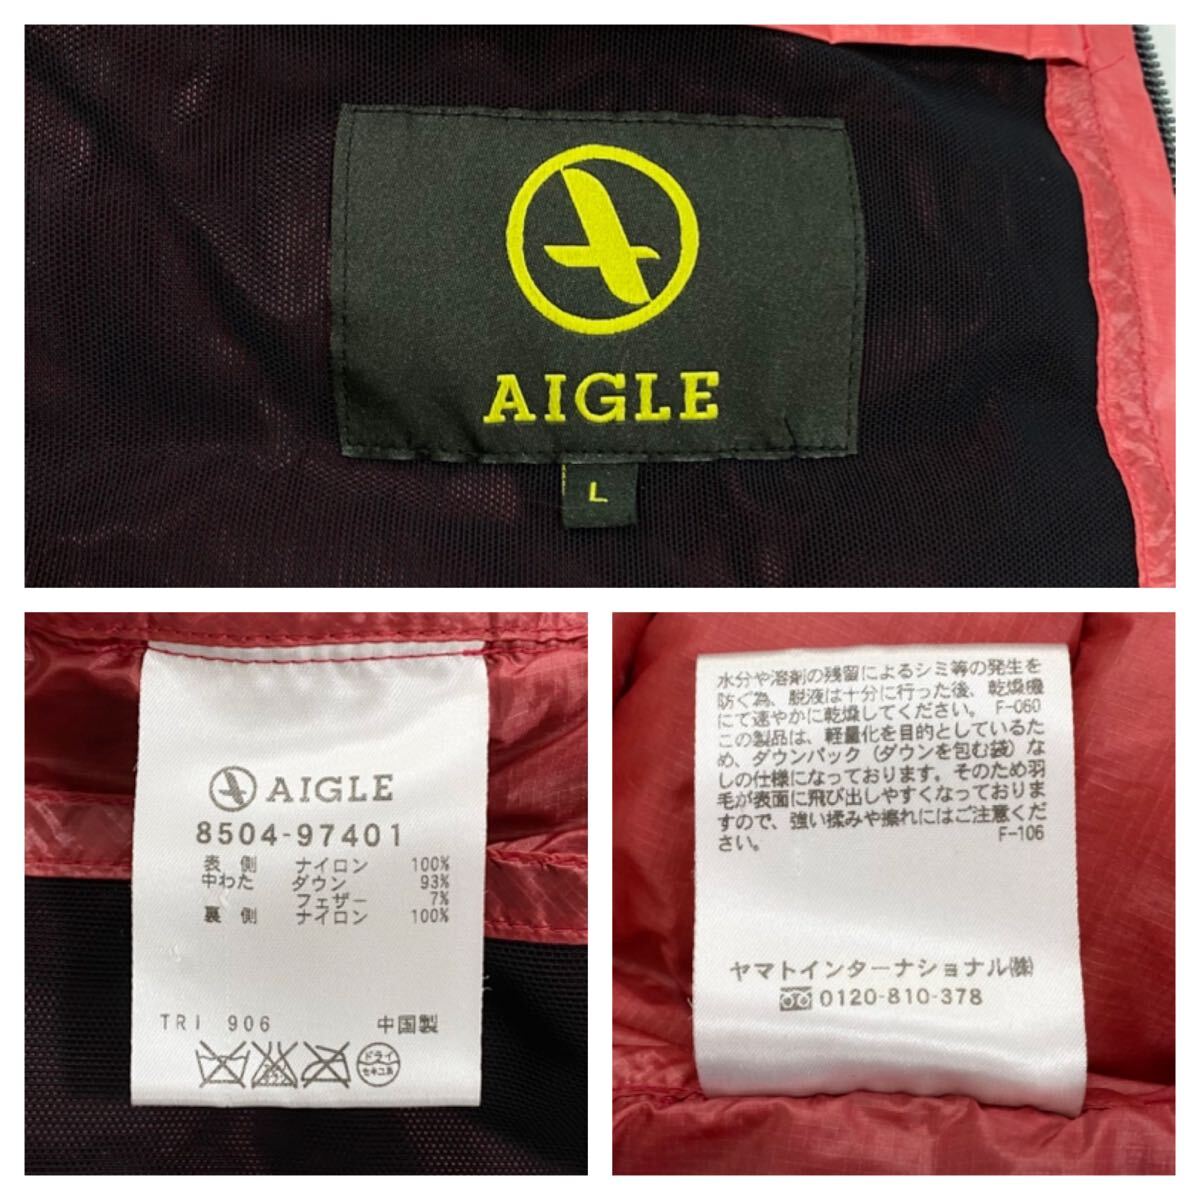 AIGLE
L
AIGLE
8504-97401
表 側 ナイロン 100%
中わた ダウン 93%
フェザー 7%
裏 側 ナイロン 100%
TRI 906 中国製
ドライ
セキユ系
水分や溶剤の残留によるシミ等の発生を
防ぐ為、脱液は十分に行った後、乾燥機
にて速やかに乾燥してください。 F-060
この製品は、軽量化を目的としているた
め、ダウンパック（ダウンを包む袋）な
しの仕様になっております。そのため羽
毛が表面に飛び出しやすくなっておりま
すので、強い揉みや擦れにはご注意くだ
さい。 F-106
ヤマトインターナショナル㈱
0120-810-378